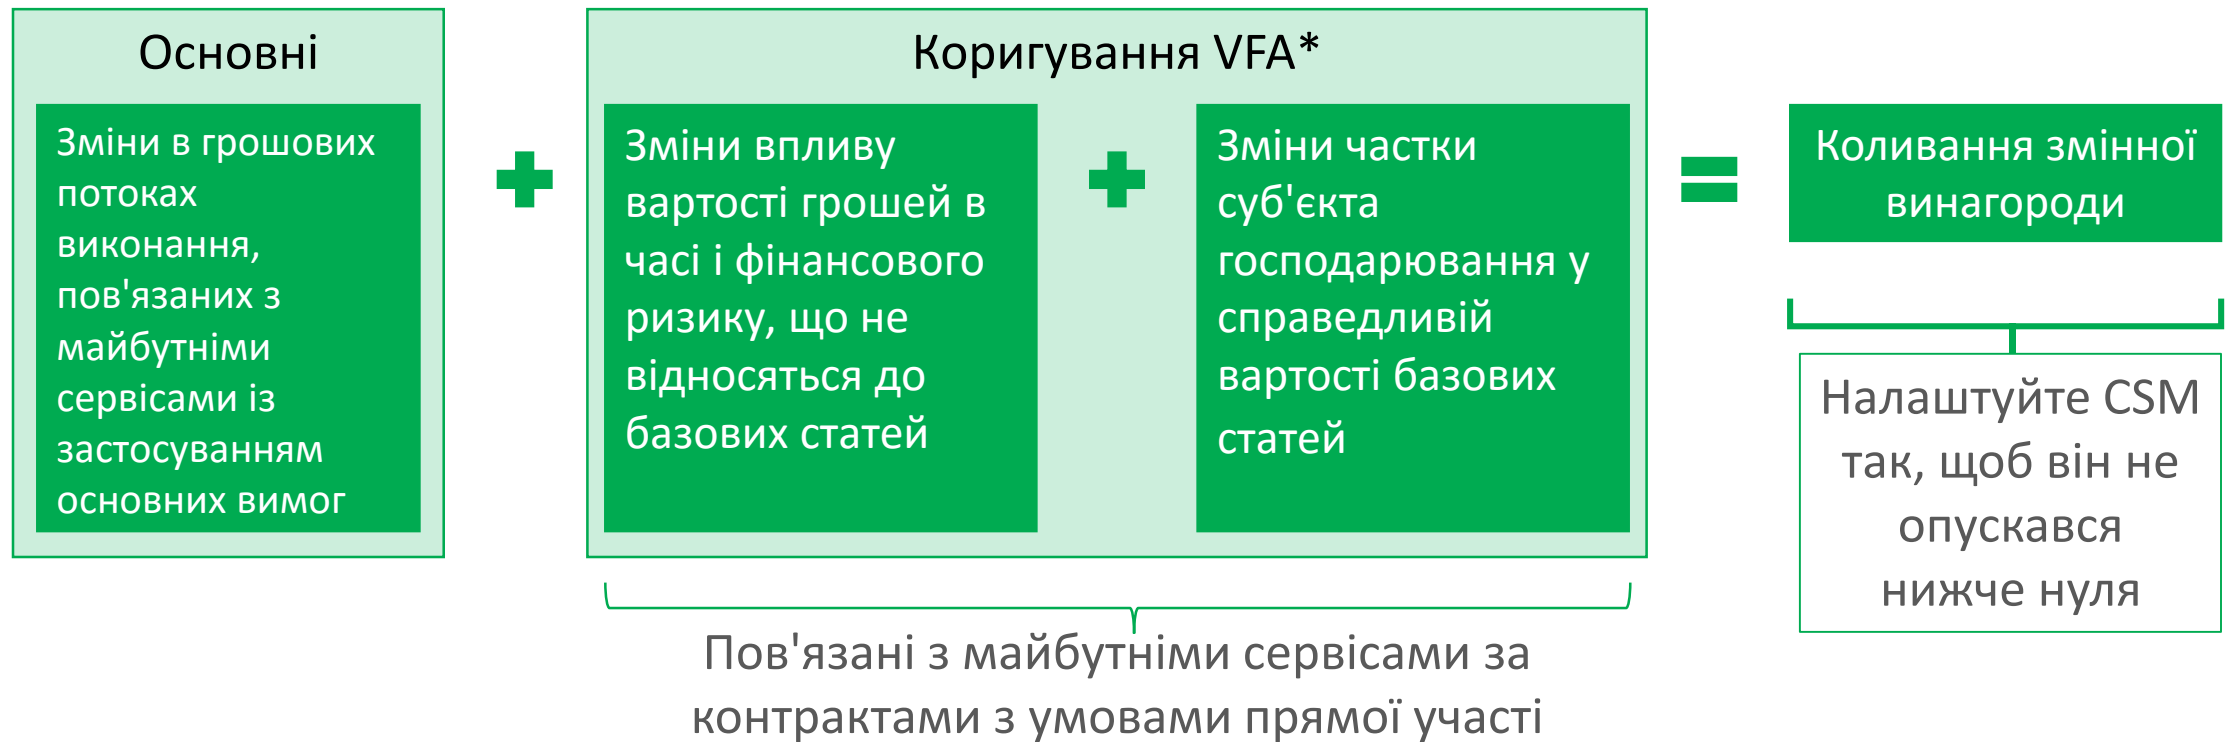 Основні
Зміни в грошових
потоках
виконання,
пов'язаних з
майбутніми
сервісами із
застосуванням
основних вимог
Коригування VFA*
Зміни впливу
вартості грошей в
часі і фінансового
ризику, що не
відносяться до
базових статей
Зміни частки
суб'єкта
господарювання у
справедливій
вартості базових
статей
Коливання змінної
винагороди
Налаштуйте CSM
так, щоб він не
опускався
нижче нуля
Пов'язані з майбутніми сервісами за
контрактами з умовами прямої участі